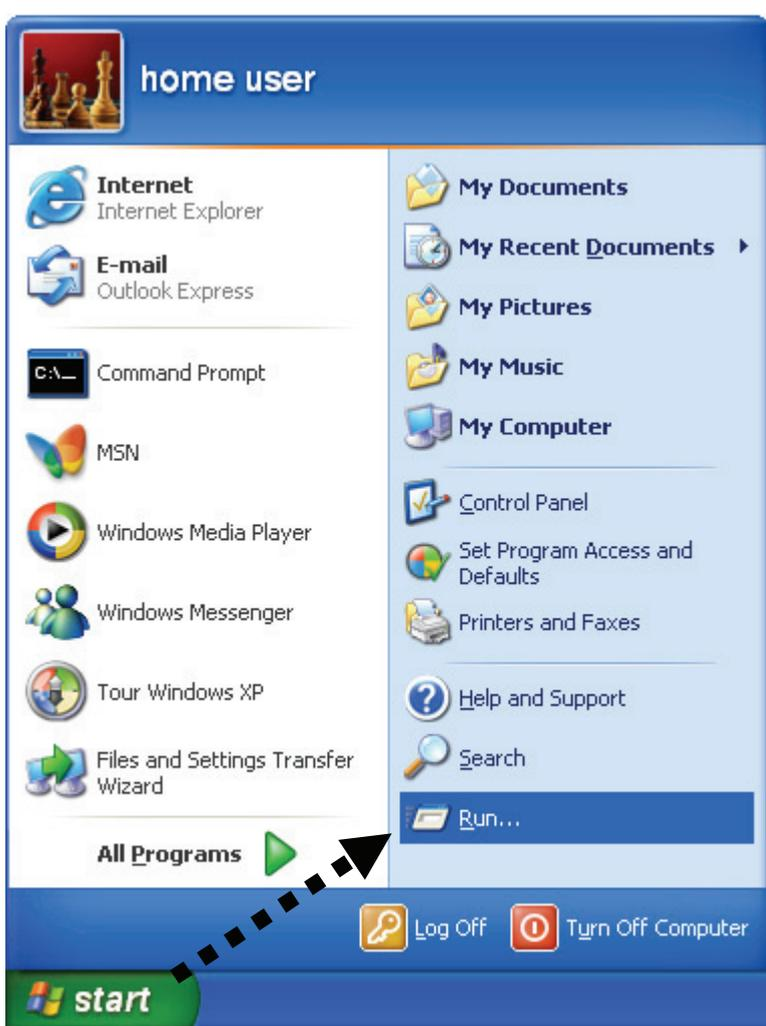 home user
Internet
Internet Explorer
E-mail
Outlook Express
C:\_
Command Prompt
MSN
Windows Media Player
Windows Messenger
Tour Windows XP
Files and Settings Transfer
Wizard
All Programs
My Documents
My Recent Documents
My Pictures
My Music
My Computer
Control Panel
Set Program Access and
Defaults
Printers and Faxes
Help and Support
Search
Run...
Log Off
Turn Off Computer
start